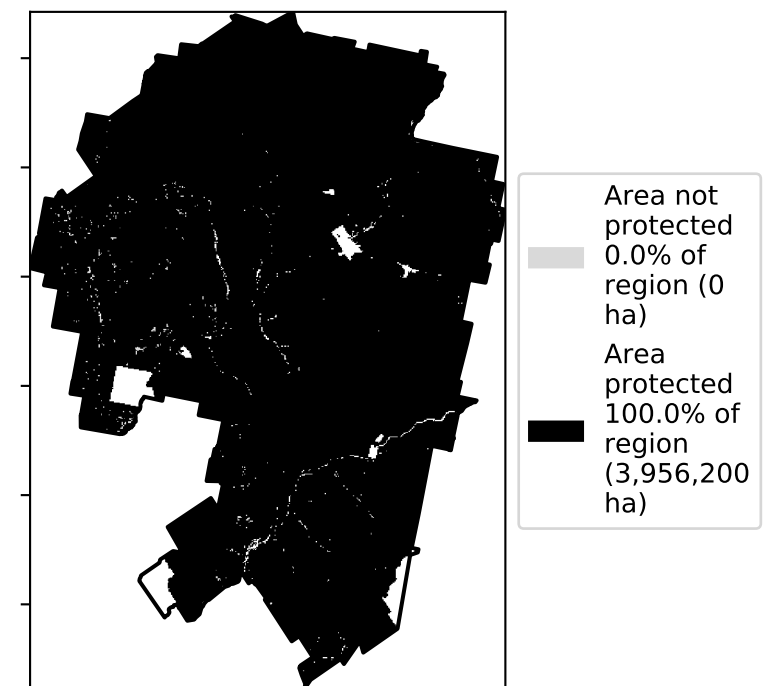 Area not
protected
0.0% of
region (0
ha)
Area
protected
100.0% of
region
(3,956,200
ha)